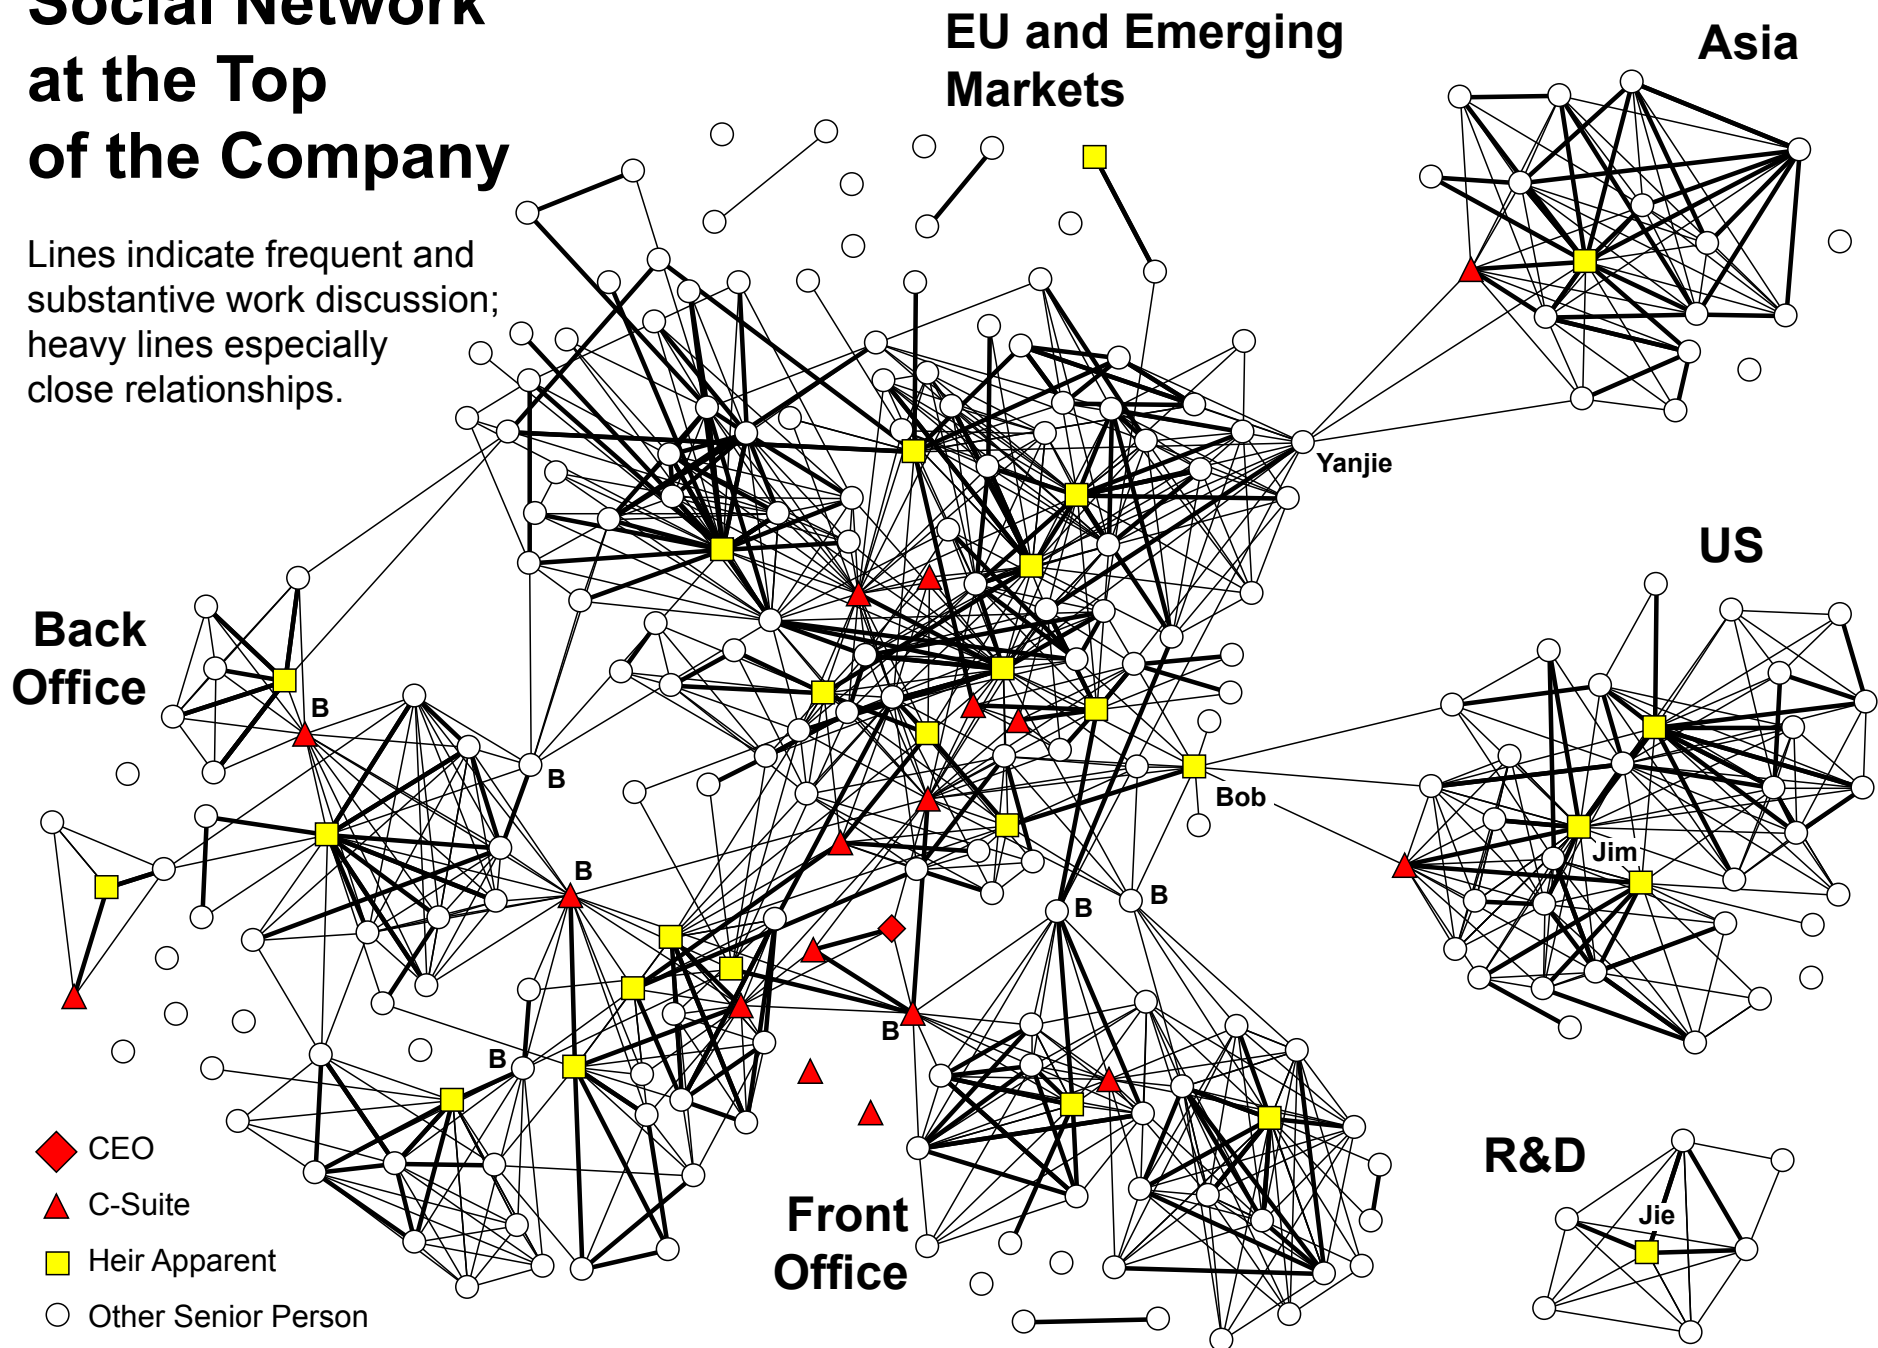 Social Network
at the Top
of the Company
Lines indicate frequent and
substantive work discussion;
heavy lines especially
close relationships.
EU and Emerging
Markets
Asia
Yanjie
US
Back
Office
B
B
Bob
Jim
B
B
B
B
B
CEO
C-Suite
Heir Apparent
Other Senior Person
Front
Office
R&D
Jie